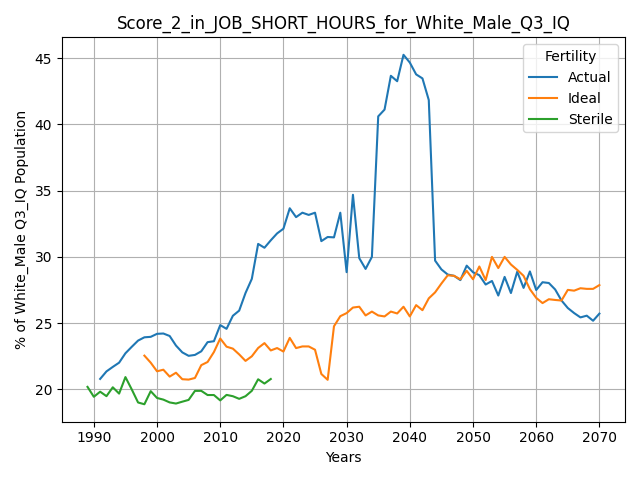 Score_2_in_JOB_SHORT_HOURS_for_White_Male_Q3_IQ
% of White_Male Q3_IQ Population
45
40
35
30
25
20
Fertility
Actual
Ideal
Sterile
1990 2000 2010 2020 2030 2040 2050 2060 2070
Years